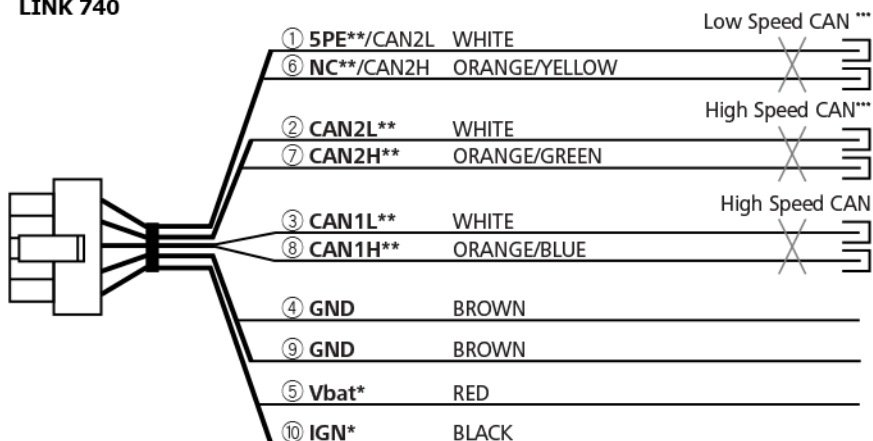 LINK 740
Low Speed CAN ***
① 5PE**/CAN2L WHITE
⑥ NC**/CAN2H ORANGE/YELLOW
High Speed CAN***
② CAN2L** WHITE
⑦ CAN2H** ORANGE/GREEN
High Speed CAN
③ CAN1L** WHITE
⑧ CAN1H** ORANGE/BLUE
④ GND BROWN
⑨ GND BROWN
⑤ Vbat* RED
⑩ IGN* BLACK